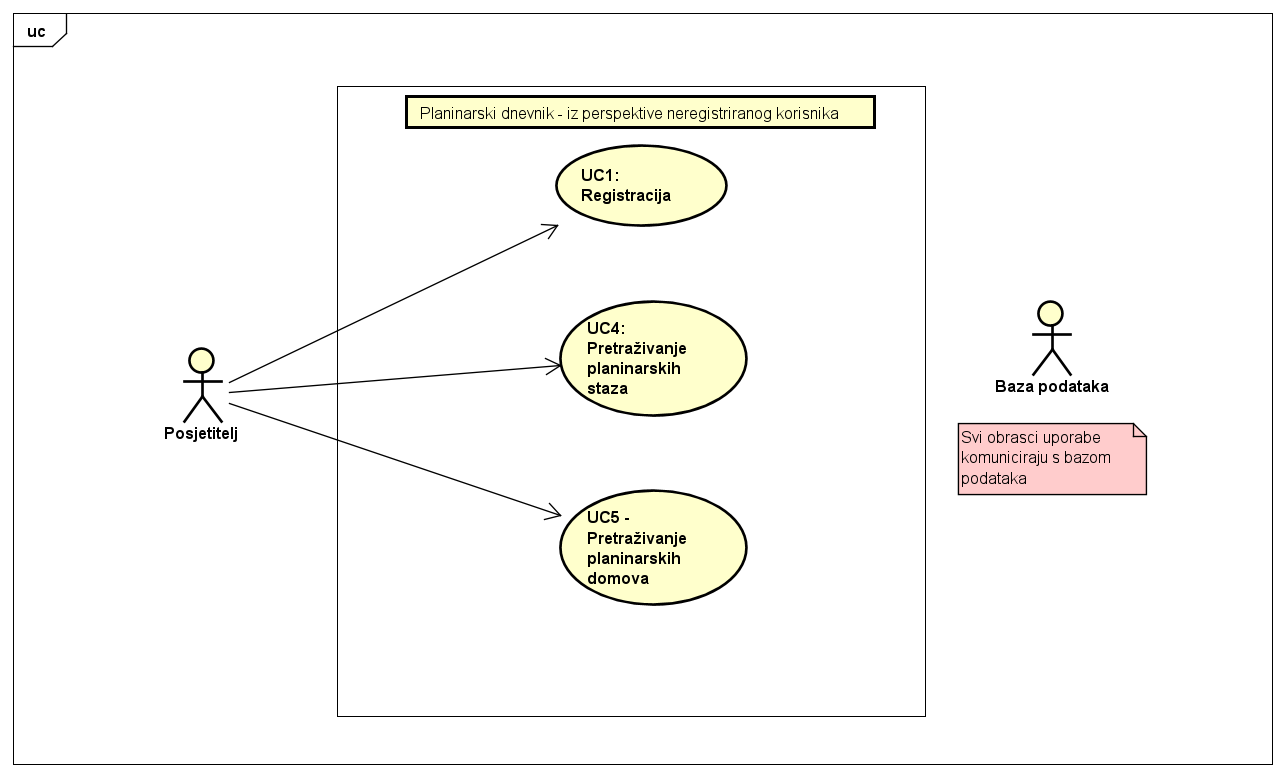 uc
Planinarski dnevnik - iz perspektive neregistriranog korisnika
UC1:
Registracija
UC4:
Pretraživanje
planinarskih
staza
Posjetitelj
Baza podataka
Svi obrasci uporabe
komuniciraju s bazom
podataka
UC5 -
Pretraživanje
planinarskih
domova